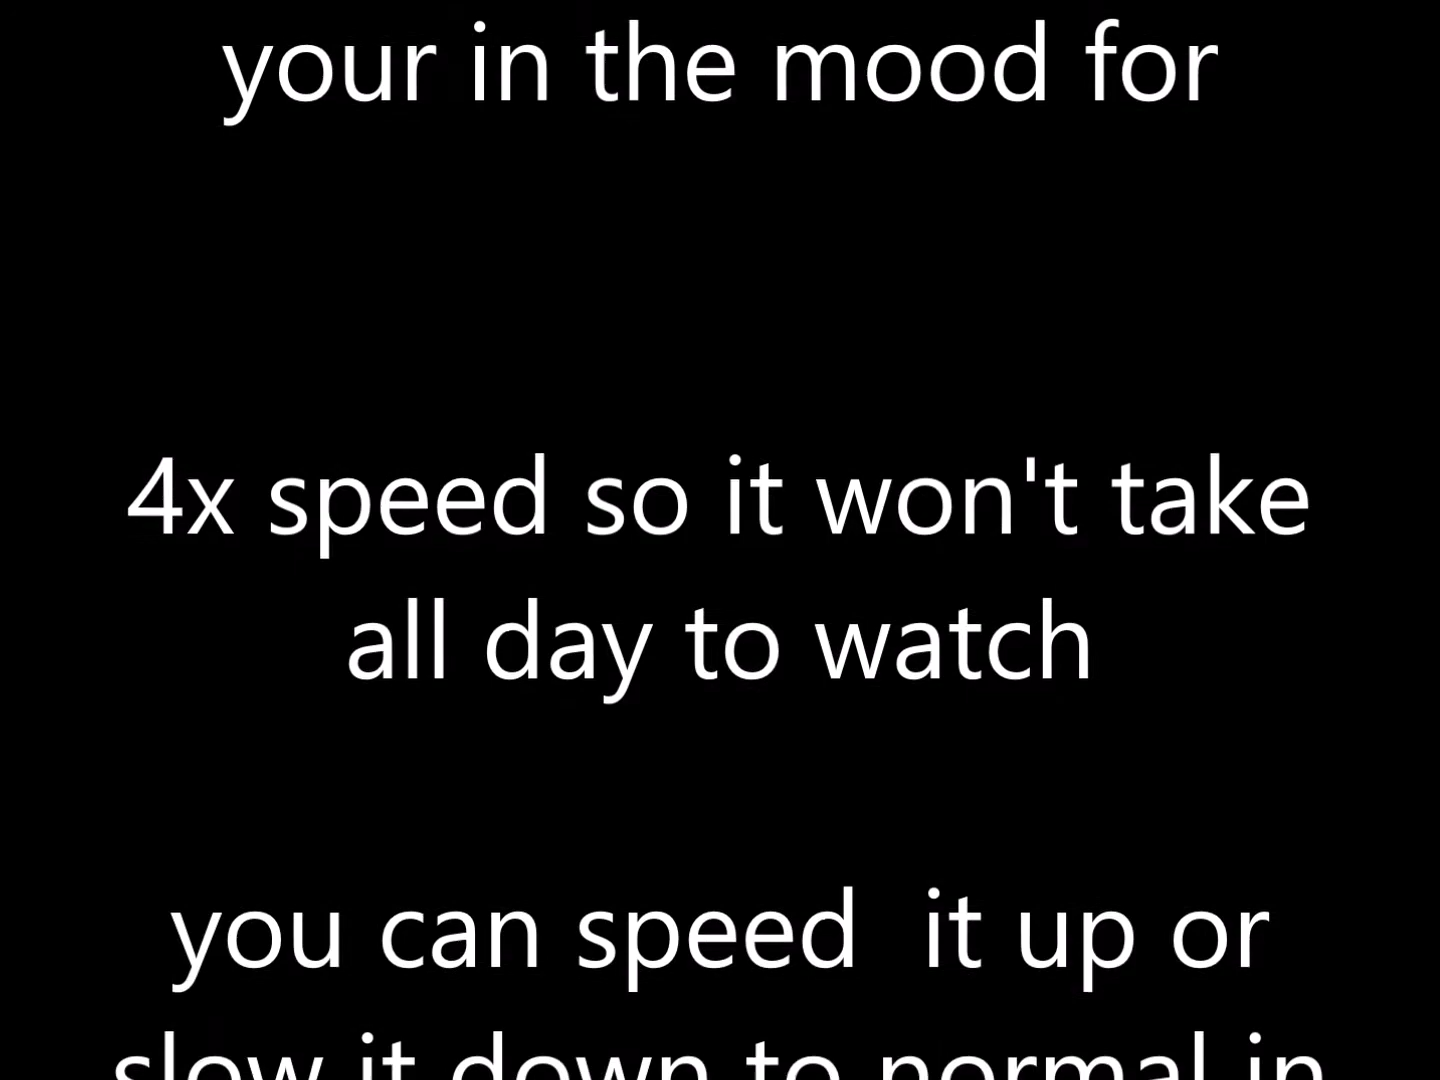 your in the mood for
4x speed so it won't take
all day to watch
you can speed  it up or
slow it down to normal in